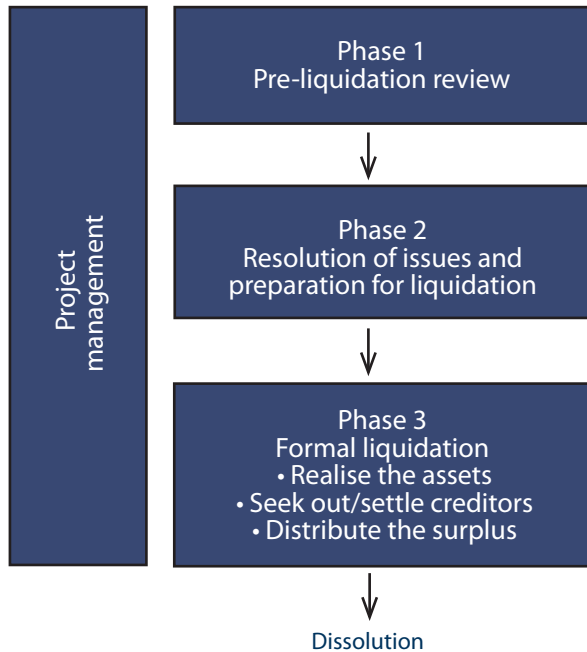 Project
management
Phase 1
Pre-liquidation review
Phase 2
Resolution of issues and
preparation for liquidation
Phase 3
Formal liquidation
• Realise the assets
• Seek out/settle creditors
• Distribute the surplus
Dissolution